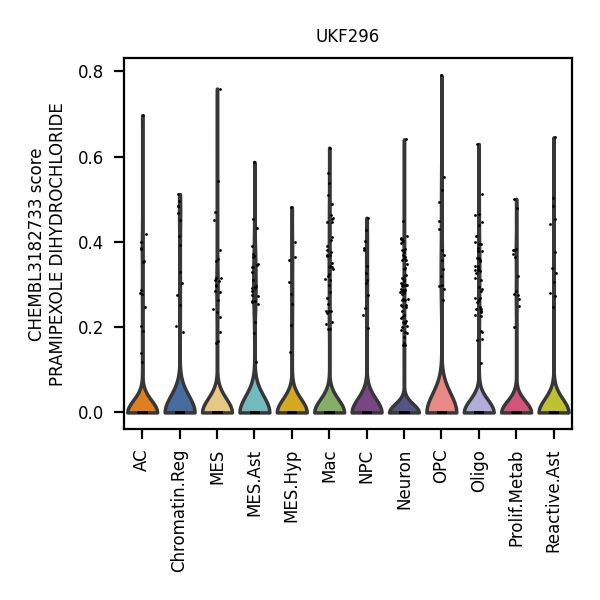 UKF296
CHEMBL3182733 score
PRAMIPEXOLE DIHYDROCHLORIDE
0.8
0.6
0.4
0.2
0.0
AC
Chromatin.Reg
MES
MES.Ast
MES.Hyp
Mac
NPC
Neuron
OPC
Oligo
Prolif.Metab
Reactive.Ast